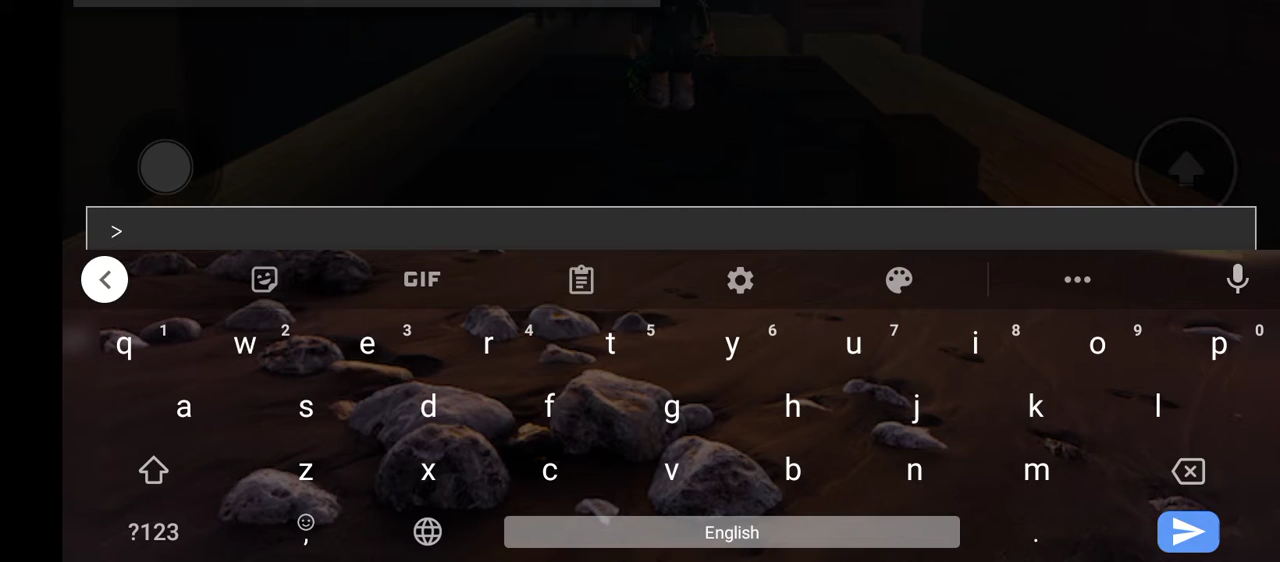 >
GIF
q 1 w 2 e 3 r 4 t 5 y 6 u 7 i 8 o 9 p 0
a s d f g h j k l
z x c v b n m
?123 , English .